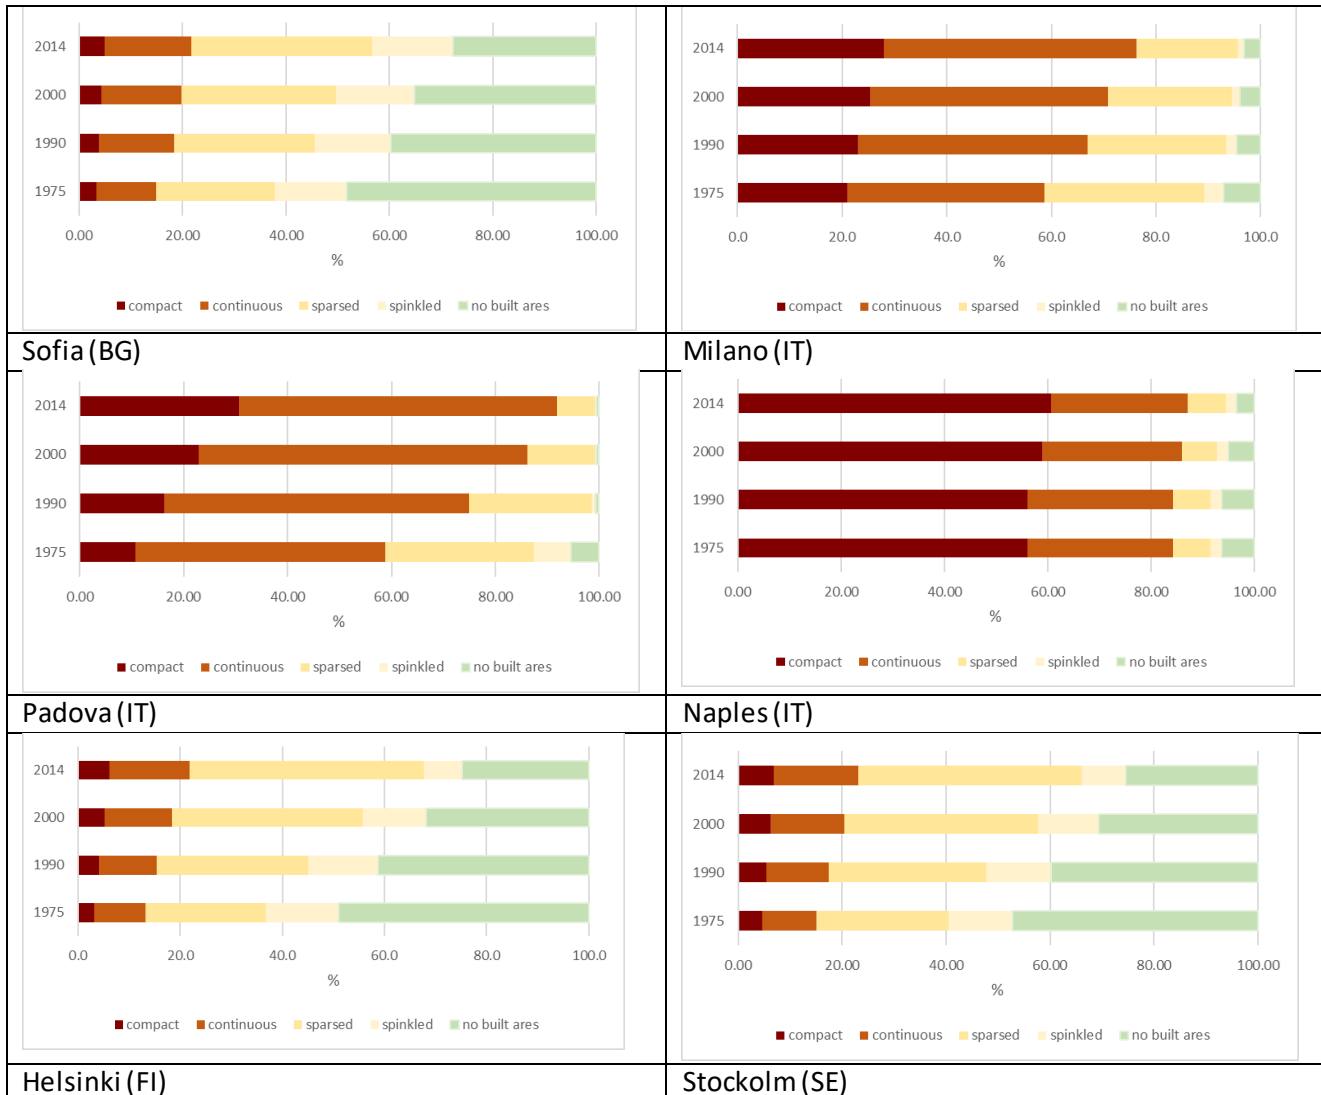 2014
2000
1990
1975
0.00 20.00 40.00 60.00 80.00 100.00
%
compact continuous sparsed spinkled no built ares
Sofia (BG)
2014
2000
1990
1975
0.0 20.0 40.0 60.0 80.0 100.0
%
compact continuous sparsed spinkled no built ares
Milano (IT)
2014
2000
1990
1975
0.00 20.00 40.00 60.00 80.00 100.00
%
compact continuous sparsed spinkled no built ares
Padova (IT)
2014
2000
1990
1975
0.00 20.00 40.00 60.00 80.00 100.00
%
compact continuous sparsed spinkled no built ares
Naples (IT)
2014
2000
1990
1975
0.0 20.0 40.0 60.0 80.0 100.0
%
compact continuous sparsed spinkled no built ares
Helsinki (FI)
2014
2000
1990
1975
0.00 20.00 40.00 60.00 80.00 100.00
%
compact continuous sparsed spinkled no built ares
Stockolm (SE)